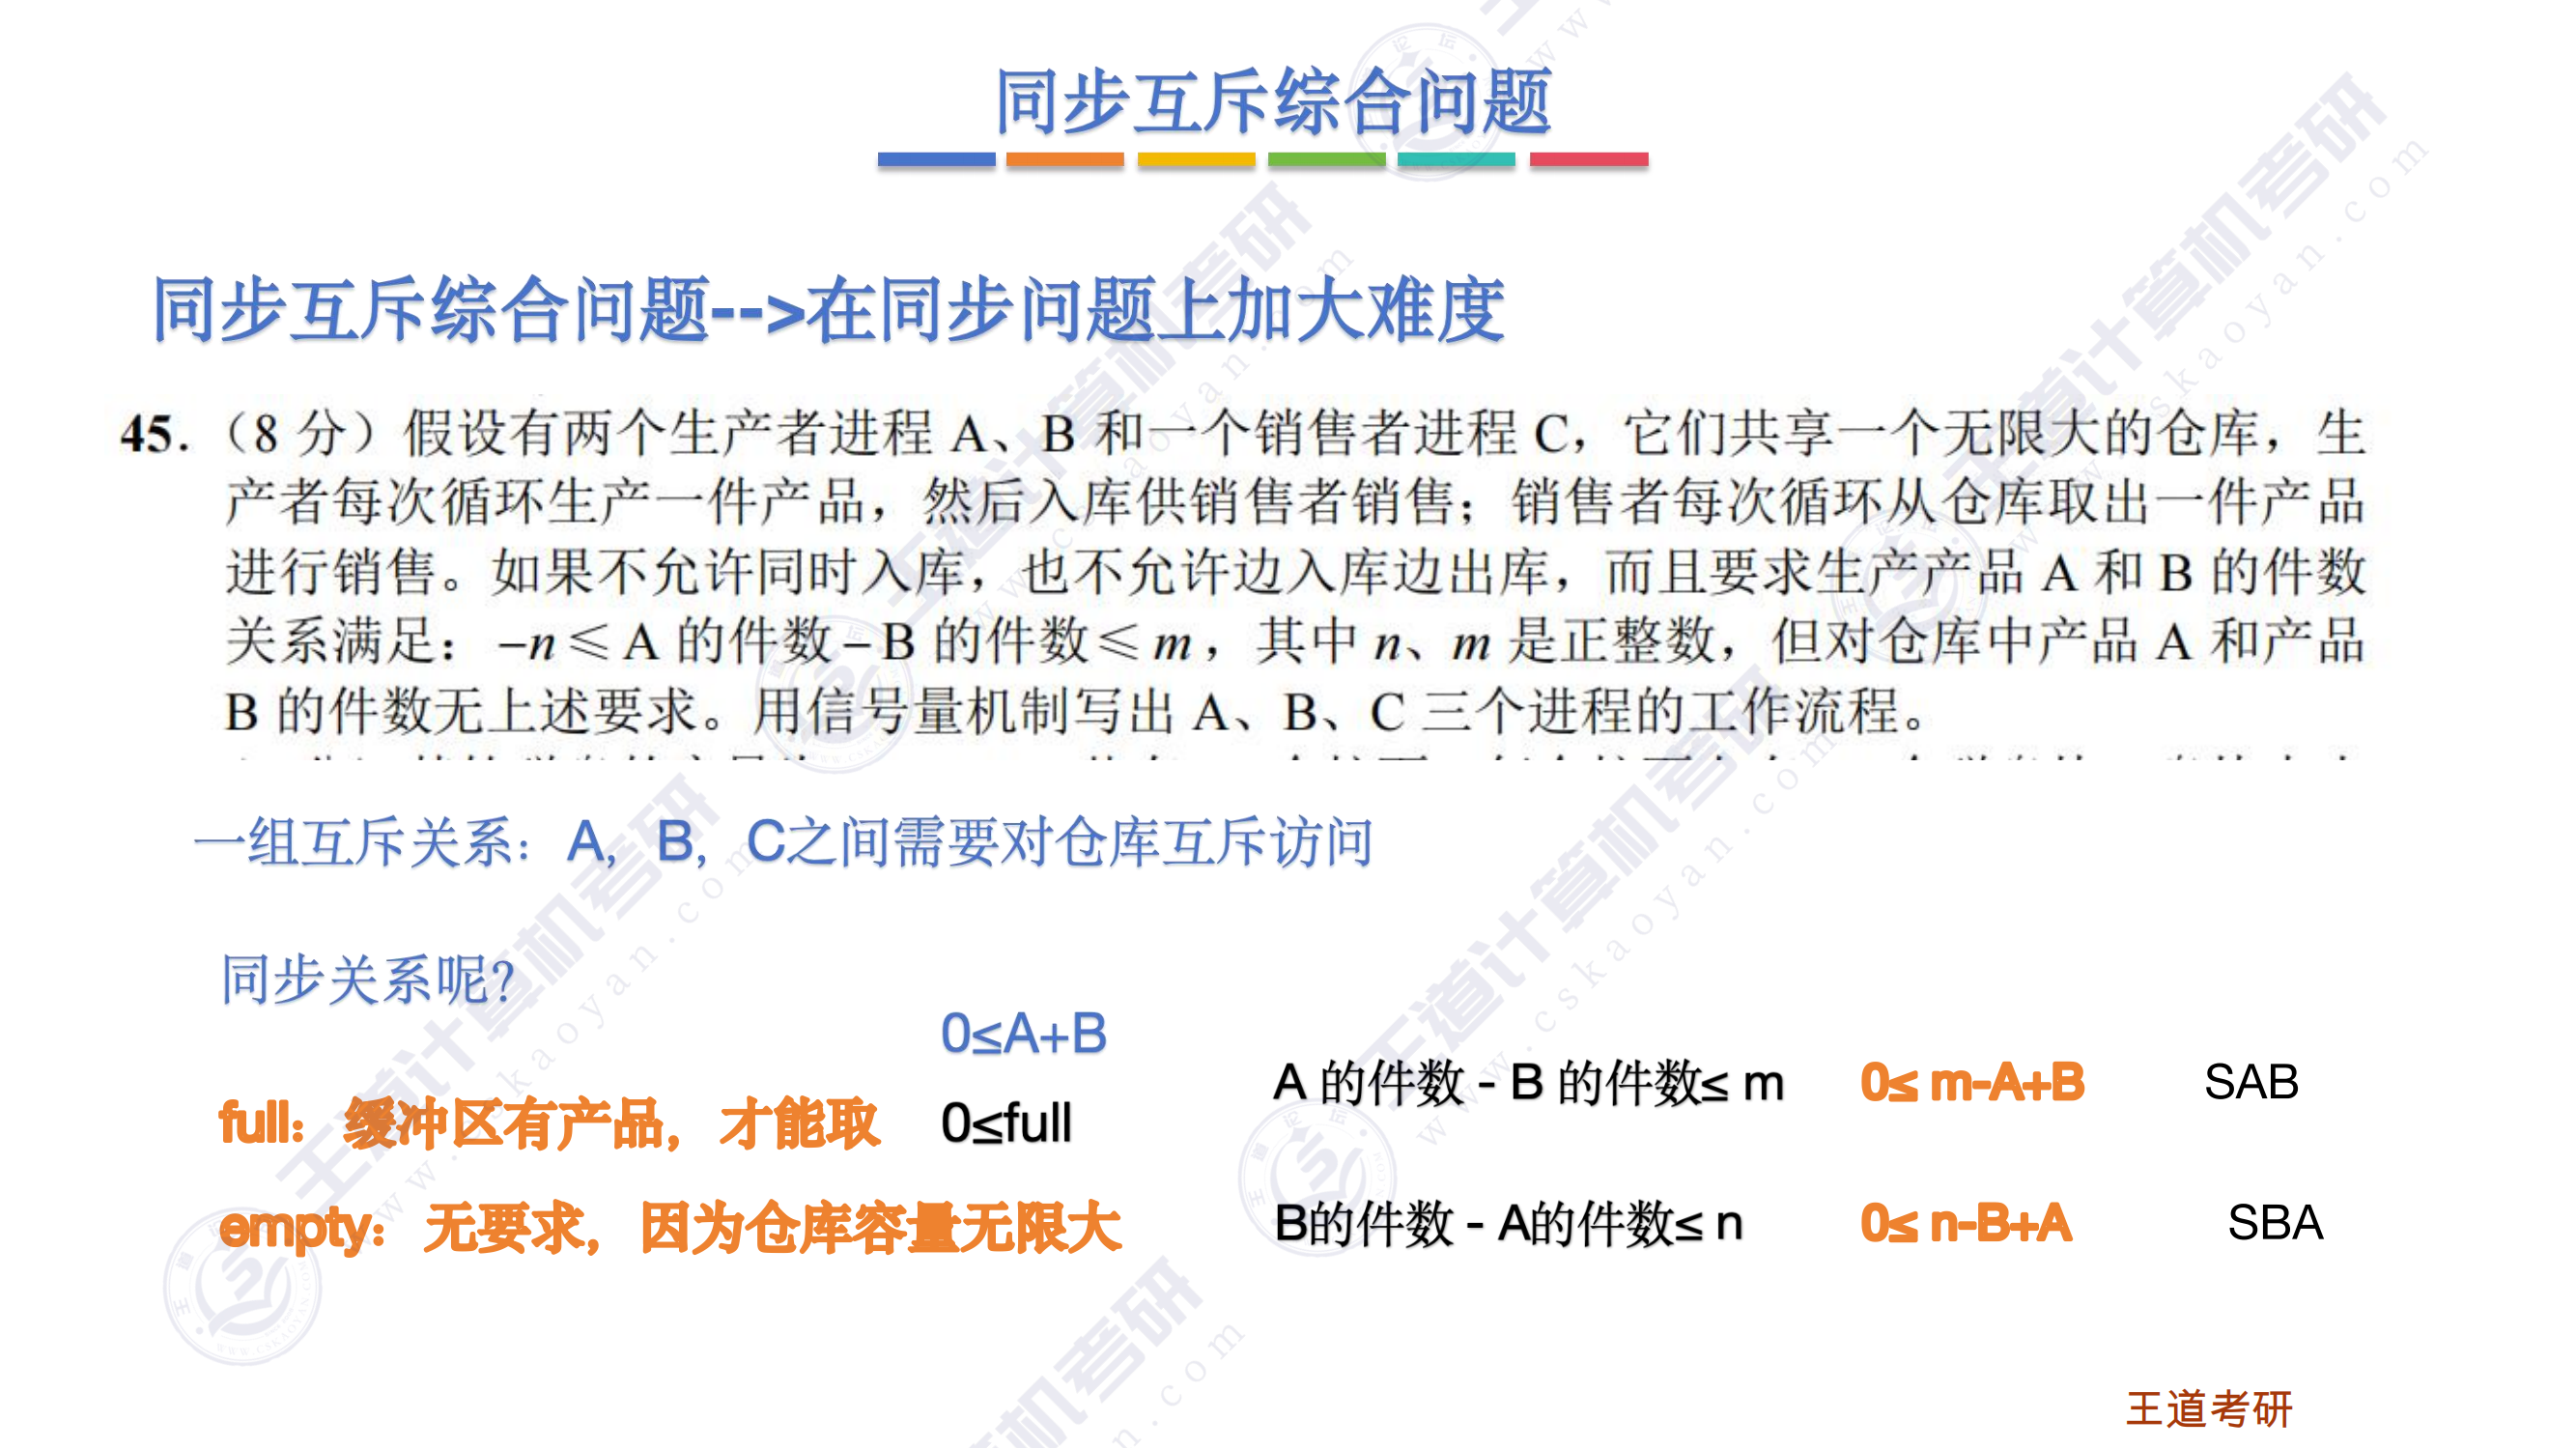 同步互斥综合问题
同步互斥综合问题-->在同步问题上加大难度
45.（8 分）假设有两个生产者进程 A、B 和一个销售者进程 C，它们共享一个无限大的仓库，生
产者每次循环生产一件产品，然后入库供销售者销售；销售者每次循环从仓库取出一件产品
进行销售。如果不允许同时入库，也不允许边入库边出库，而且要求生产产品 A 和 B 的件数
关系满足：–n≤A 的件数–B 的件数≤m，其中 n、m 是正整数，但对仓库中产品 A 和产品
B 的件数无上述要求。用信号量机制写出 A、B、C 三个进程的工作流程。
一组互斥关系：A，B，C之间需要对仓库互斥访问
同步关系呢？
0≤A+B
full：缓冲区有产品，才能取 0≤full
empty：无要求，因为仓库容量无限大
A 的件数 - B 的件数≤ m 0≤ m-A+B SAB
B的件数 - A的件数≤ n 0≤ n-B+A SBA
王道考研
王道计算机考研
www.cskaoyan.com